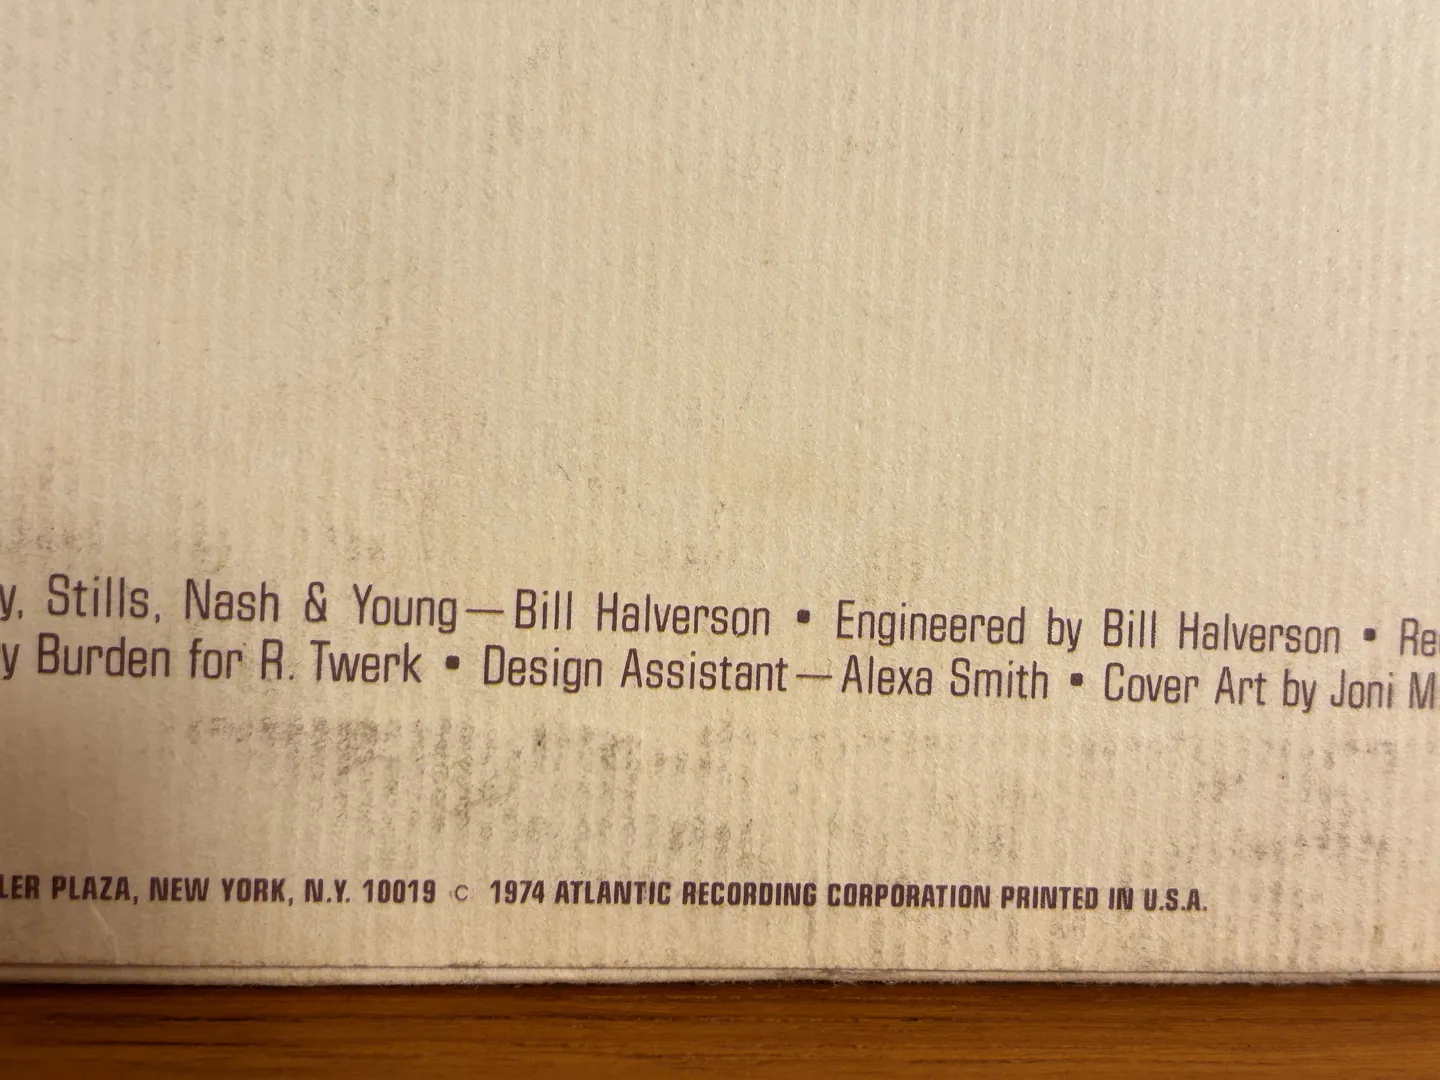 y, Stills, Nash & Young—Bill Halverson • Engineered by Bill Halverson • Re
y Burden for R. Twerk • Design Assistant—Alexa Smith • Cover Art by Joni M
LER PLAZA, NEW YORK, N.Y. 10019 c 1974 ATLANTIC RECORDING CORPORATION PRINTED IN U.S.A.